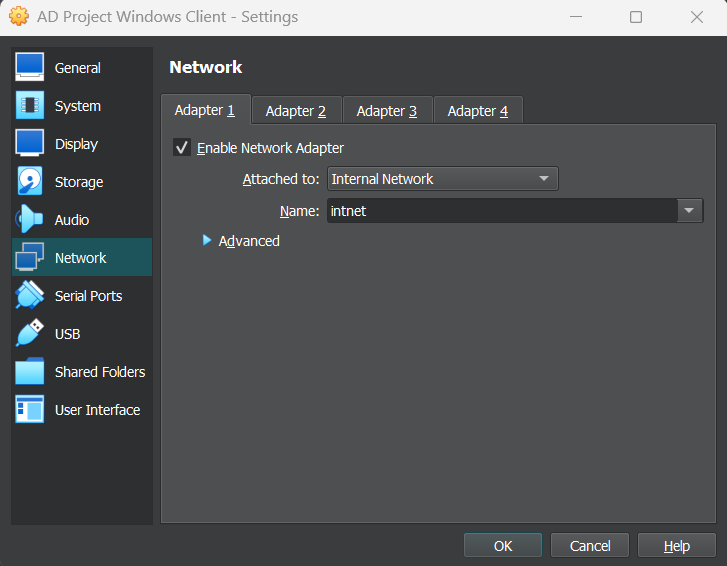 AD Project Windows Client - Settings
General
System
Display
Storage
Audio
Network
Serial Ports
USB
Shared Folders
User Interface
Network
Adapter 1 Adapter 2 Adapter 3 Adapter 4
Enable Network Adapter
Attached to: Internal Network
Name: intnet
Advanced
OK Cancel Help